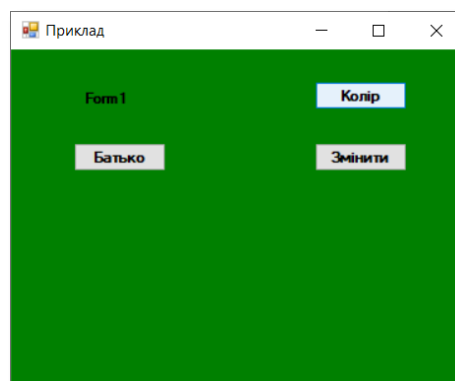 Приклад
Form1
Колір
Батько
Змінити